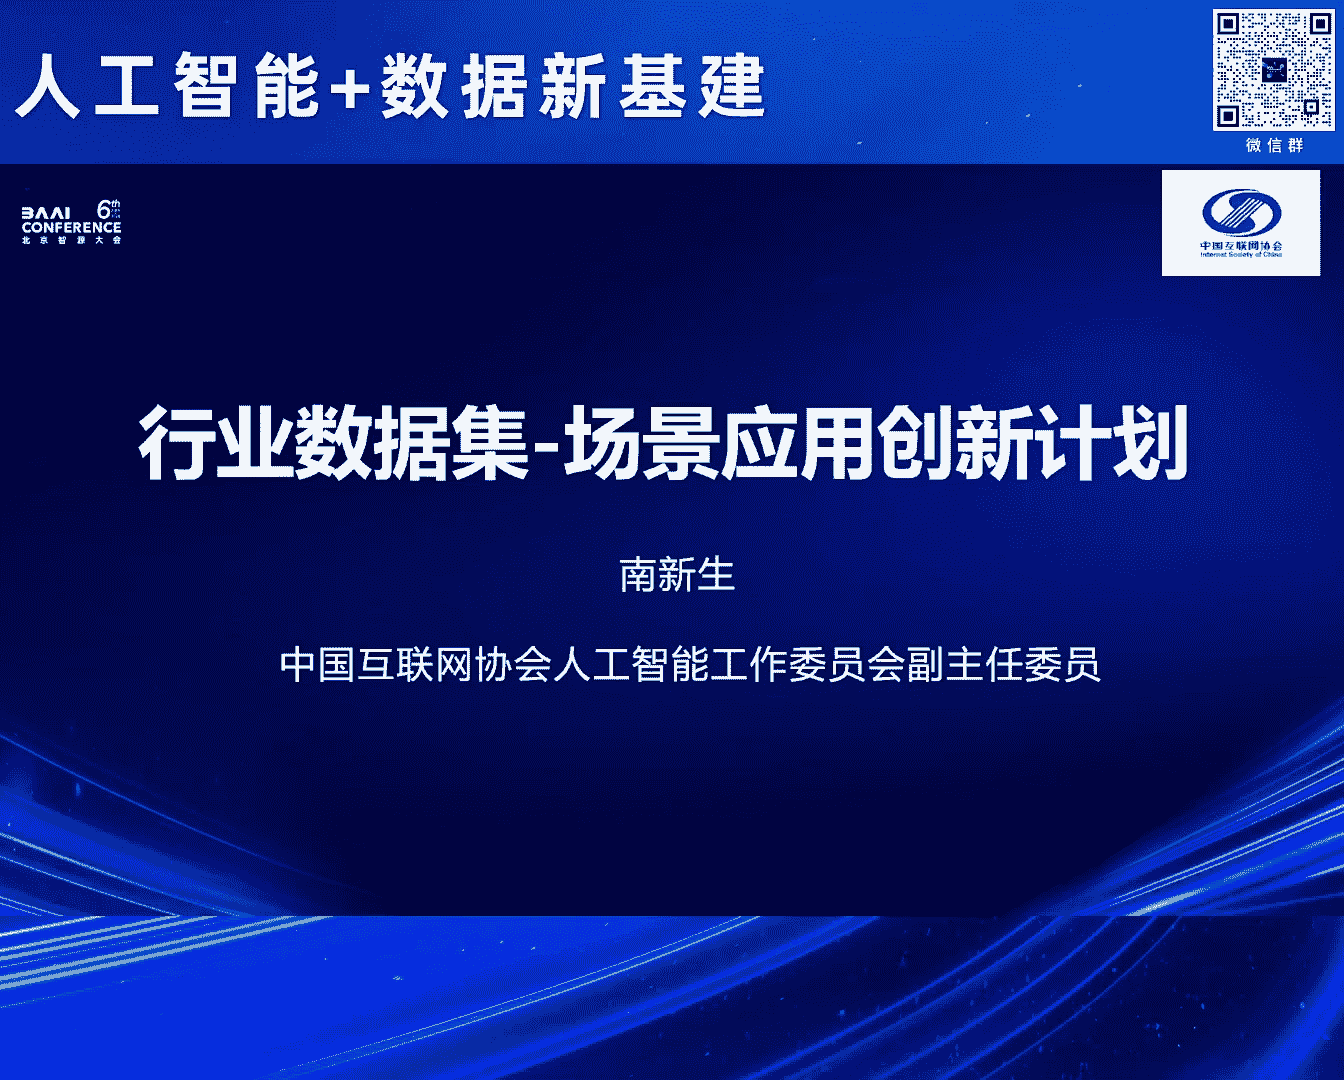 人工智能+数据新基建
微信群
BAAI 6th
CONFERENCE
北京智源大会
中国互联网协会
Internet Society of China
行业数据集-场景应用创新计划
南新生
中国互联网协会人工智能工作委员会副主任委员